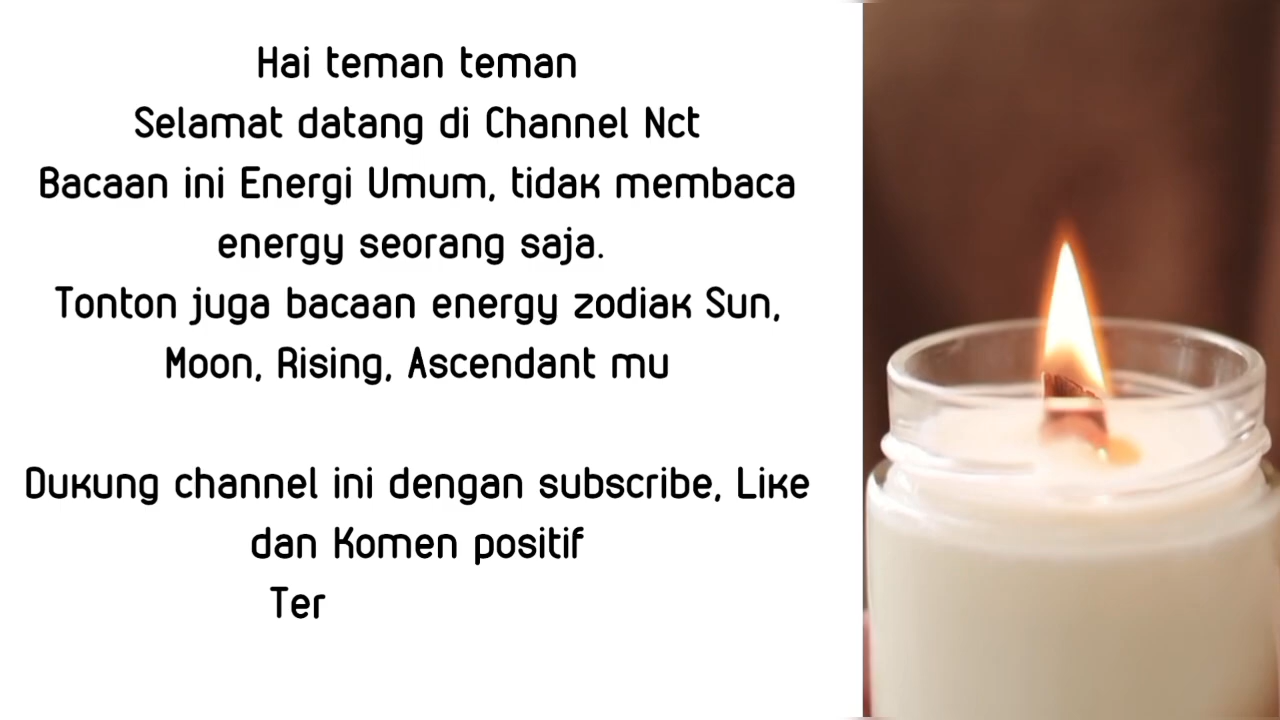 Hai teman teman
Selamat datang di Channel Nct
Bacaan ini Energi Umum, tidak membaca
energy seorang saja.
Tonton juga bacaan energy zodiak Sun,
Moon, Rising, Ascendant mu
Dukung channel ini dengan subscribe, Like
dan Komen positif
Ter